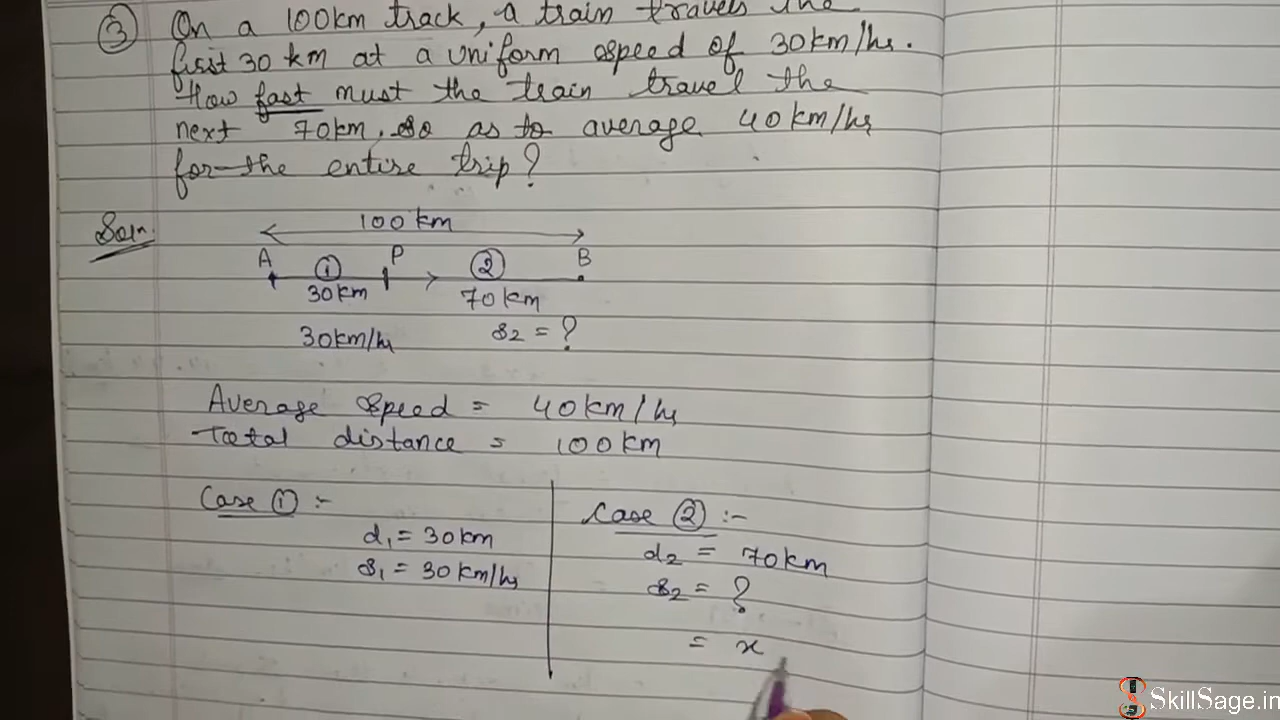 ③ On a 100km track, a train travels the
first 30 km at a uniform speed of 30km/hr.
How fast must the train travel the
next 70km, so as to average 40km/hr
for the entire trip?
Soln.
100 km
A ① P ② B
30km 70km
30km/hr s₂ = ?
Average speed = 40km/hr
Total distance = 100km
Case ① :-
d₁ = 30km
s₁ = 30km/hr
Case ② :-
d₂ = 70km
s₂ = ?
= x
SkillSage.in